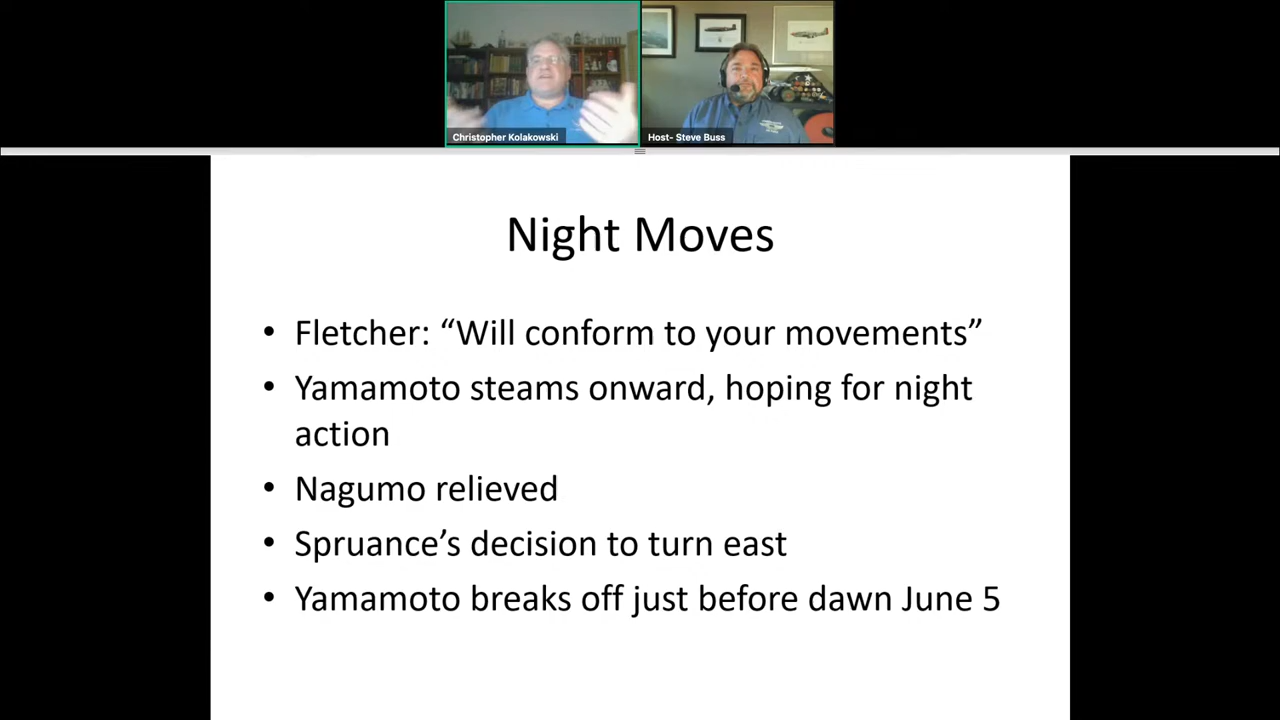 Christopher Kolakowski
Host- Steve Buss
Night Moves
• Fletcher: “Will conform to your movements”
• Yamamoto steams onward, hoping for night
action
• Nagumo relieved
• Spruance’s decision to turn east
• Yamamoto breaks off just before dawn June 5